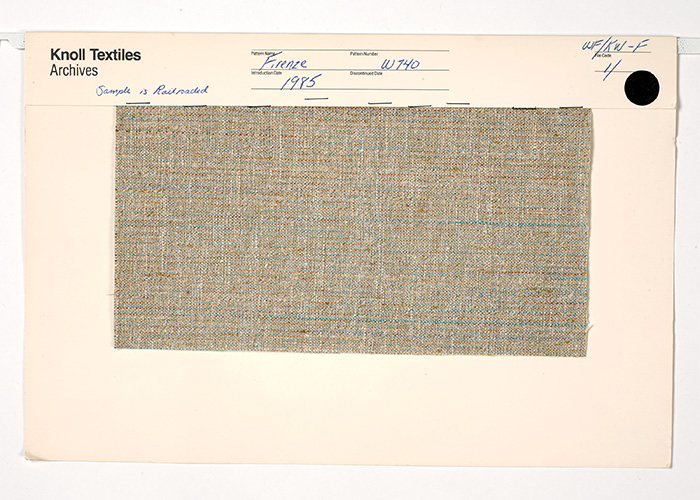 Knoll Textiles
Archives
Pattern Name
Firenze
Pattern Number
W740
Introduction Date
1985
Discontinued Date
WF/KW-F
File Code
11
Sample is Railroaded